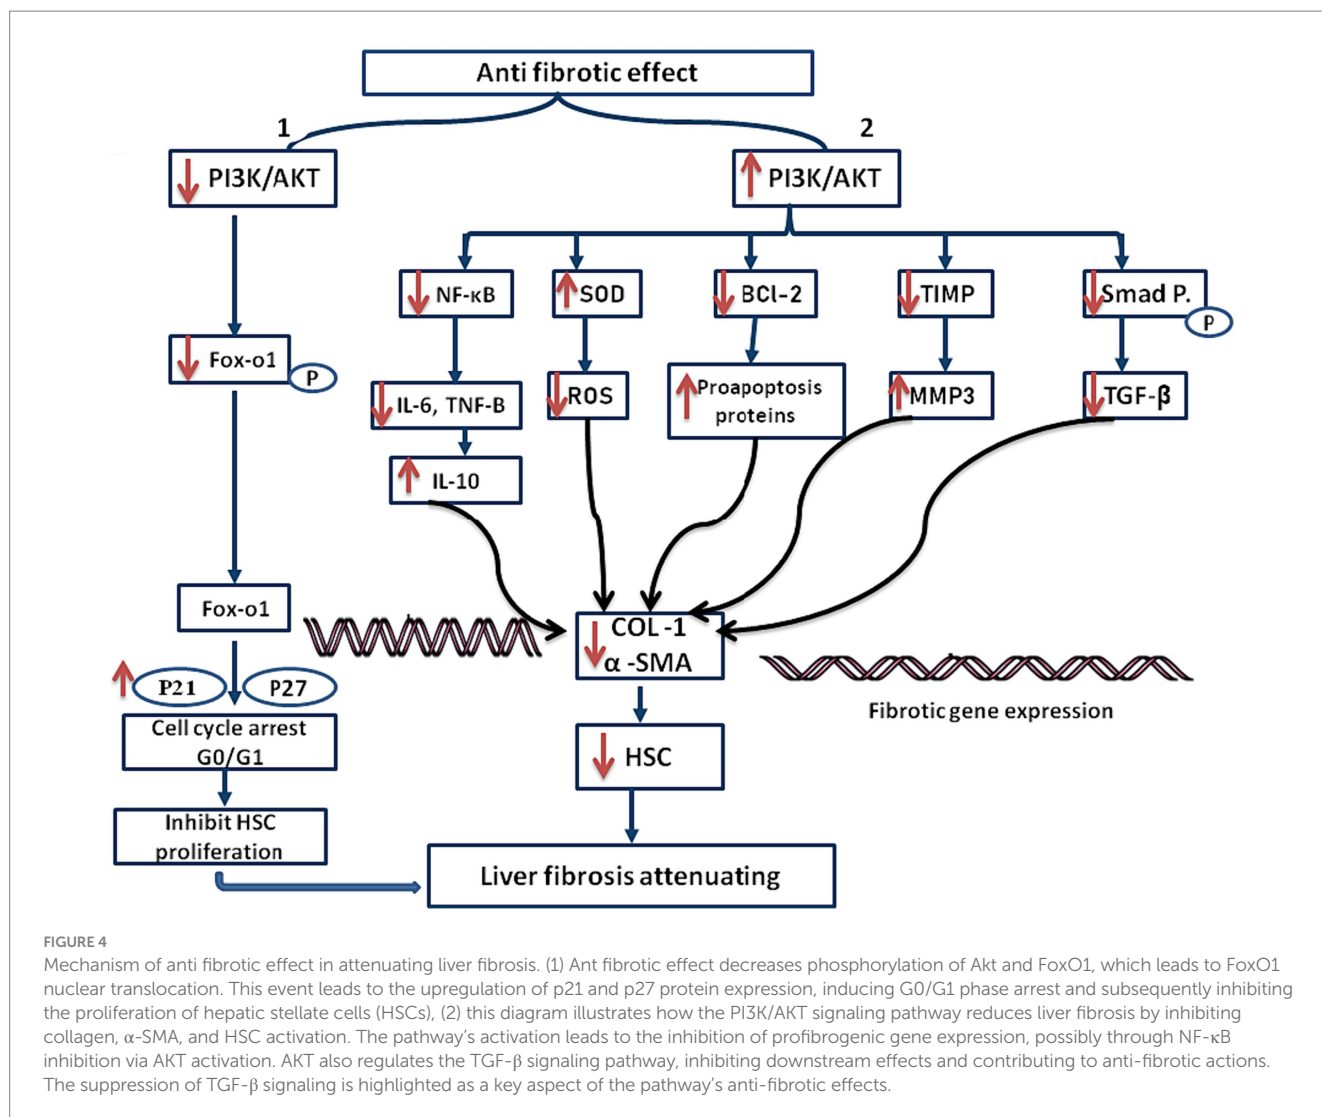 Anti fibrotic effect
1
2
PI3K/AKT
PI3K/AKT
NF-κB
SOD
BCl-2
TIMP
Smad P.
P
Fox-o1
P
IL-6, TNF-B
ROS
Proapoptosis
proteins
MMP3
TGF-β
IL-10
Fox-o1
COL -1
α -SMA
P21
P27
Fibrotic gene expression
Cell cycle arrest
G0/G1
HSC
Inhibit HSC
proliferation
Liver fibrosis attenuating
FIGURE 4
Mechanism of anti fibrotic effect in attenuating liver fibrosis. (1) Ant fibrotic effect decreases phosphorylation of Akt and FoxO1, which leads to FoxO1
nuclear translocation. This event leads to the upregulation of p21 and p27 protein expression, inducing G0/G1 phase arrest and subsequently inhibiting
the proliferation of hepatic stellate cells (HSCs), (2) this diagram illustrates how the PI3K/AKT signaling pathway reduces liver fibrosis by inhibiting
collagen, α-SMA, and HSC activation. The pathway's activation leads to the inhibition of profibrogenic gene expression, possibly through NF-κB
inhibition via AKT activation. AKT also regulates the TGF-β signaling pathway, inhibiting downstream effects and contributing to anti-fibrotic actions.
The suppression of TGF-β signaling is highlighted as a key aspect of the pathway's anti-fibrotic effects.